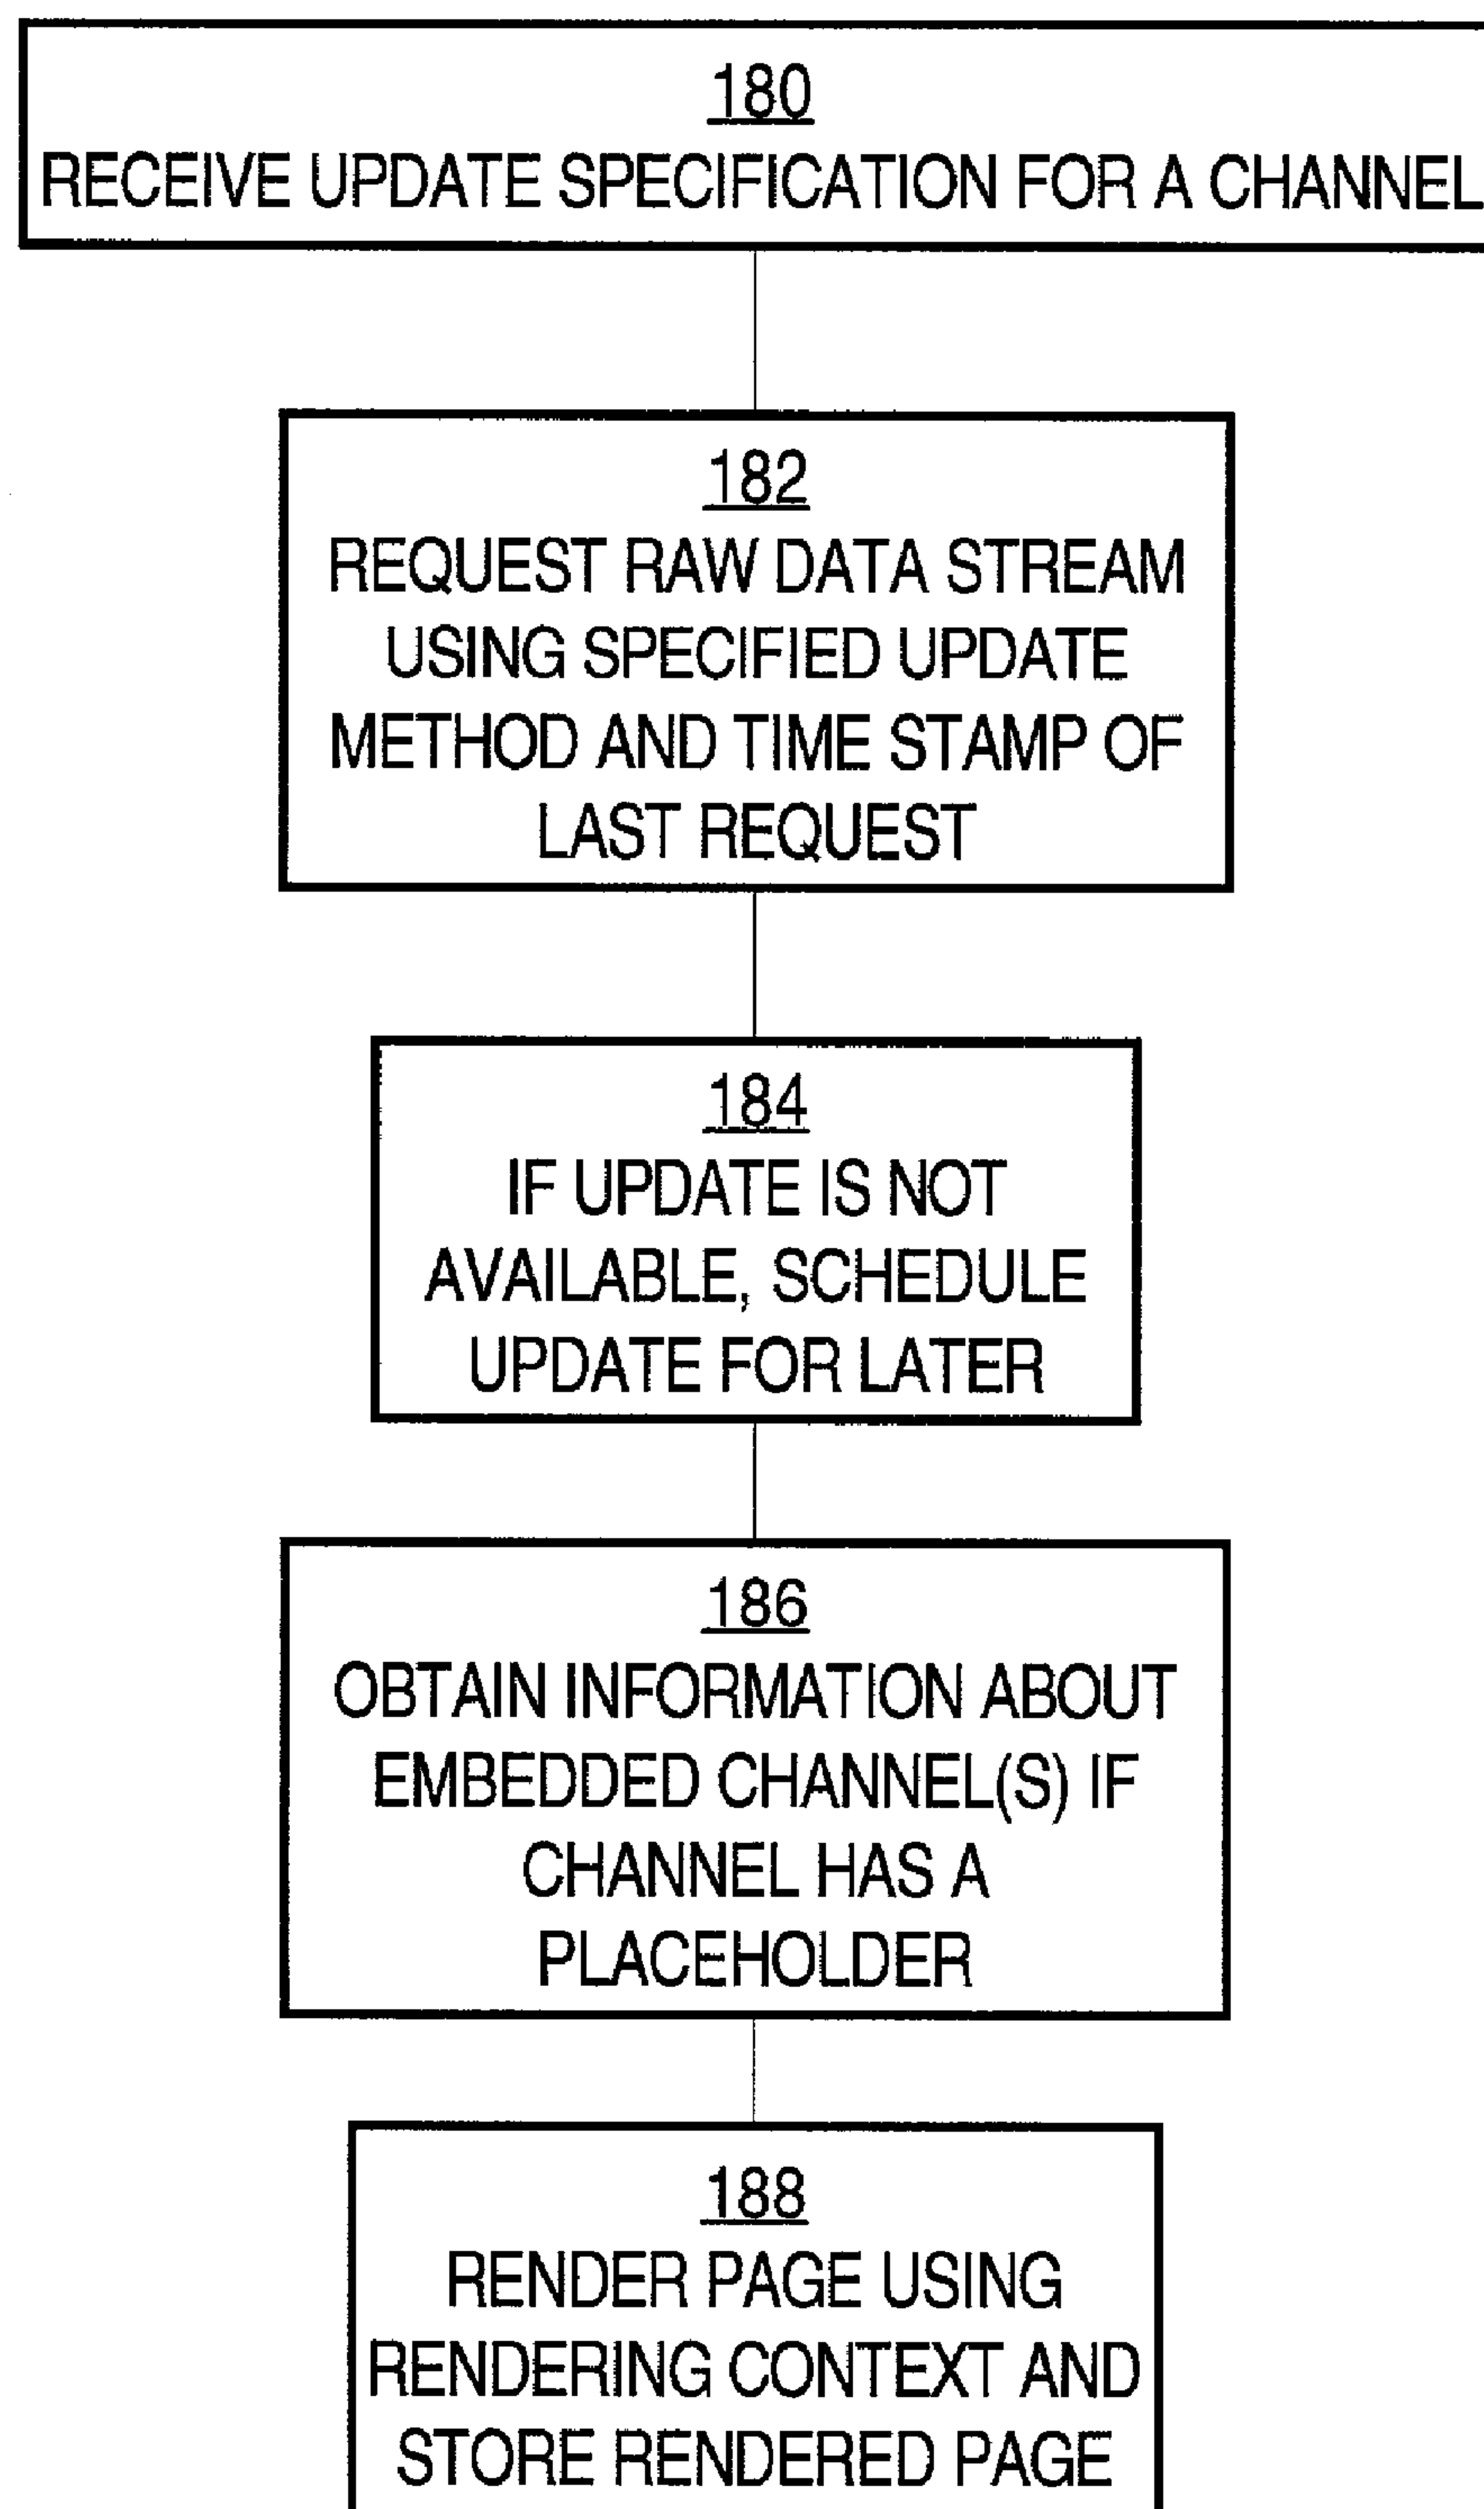 180
RECEIVE UPDATE SPECIFICATION FOR A CHANNEL
182
REQUEST RAW DATA STREAM
USING SPECIFIED UPDATE
METHOD AND TIME STAMP OF
LAST REQUEST
184
IF UPDATE IS NOT
AVAILABLE, SCHEDULE
UPDATE FOR LATER
186
OBTAIN INFORMATION ABOUT
EMBEDDED CHANNEL(S) IF
CHANNEL HAS A
PLACEHOLDER
188
RENDER PAGE USING
RENDERING CONTEXT AND
STORE RENDERED PAGE